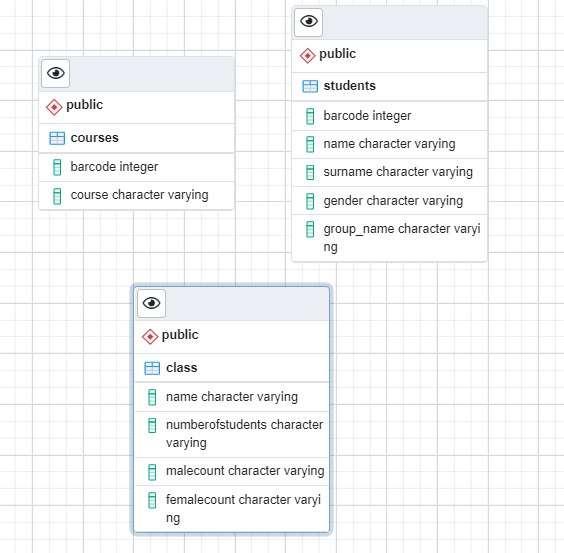 public
courses
barcode integer
course character varying
public
students
barcode integer
name character varying
surname character varying
gender character varying
group_name character varyi
ng
public
class
name character varying
numberofstudents character
varying
malecount character varying
femalecount character varyi
ng